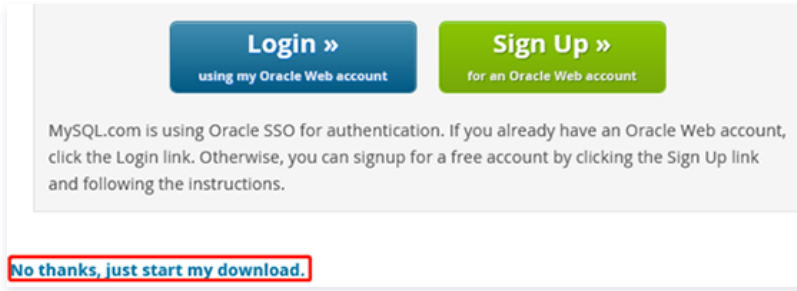 Login »
using my Oracle Web account
Sign Up »
for an Oracle Web account
MySQL.com is using Oracle SSO for authentication. If you already have an Oracle Web account,
click the Login link. Otherwise, you can signup for a free account by clicking the Sign Up link
and following the instructions.
No thanks, just start my download.